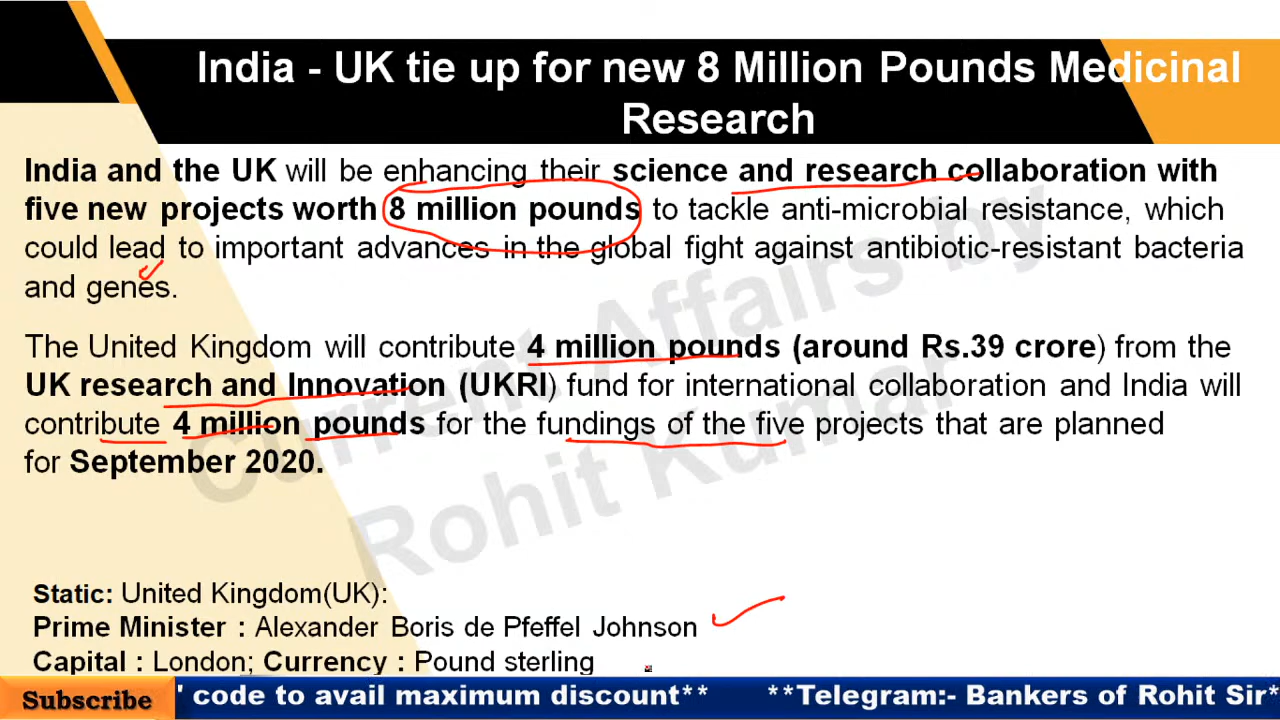 India - UK tie up for new 8 Million Pounds Medicinal
Research
India and the UK will be enhancing their science and research collaboration with
five new projects worth 8 million pounds to tackle anti-microbial resistance, which
could lead to important advances in the global fight against antibiotic-resistant bacteria
and genes.
The United Kingdom will contribute 4 million pounds (around Rs.39 crore) from the
UK research and Innovation (UKRI) fund for international collaboration and India will
contribute 4 million pounds for the fundings of the five projects that are planned
for September 2020.
Current Affairs by
Rohit Kumar
Static: United Kingdom(UK):
Prime Minister : Alexander Boris de Pfeffel Johnson
Capital : London; Currency : Pound sterling
Subscribe ' code to avail maximum discount** **Telegram:- Bankers of Rohit Sir*